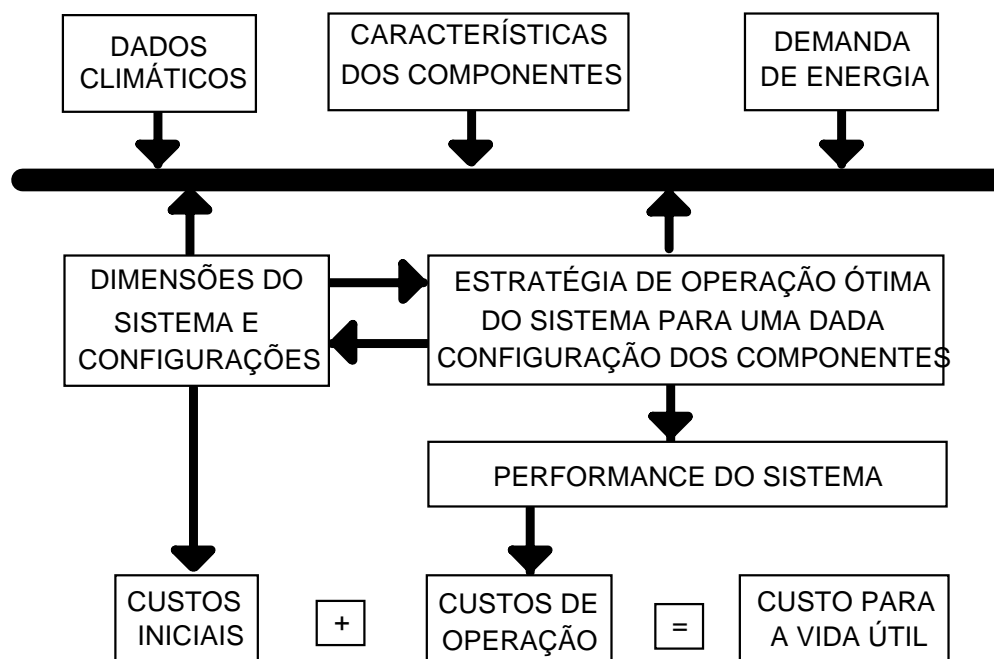 DADOS
CLIMÁTICOS
CARACTERÍSTICAS
DOS COMPONENTES
DEMANDA
DE ENERGIA
DIMENSÕES DO
SISTEMA E
CONFIGURAÇÕES
ESTRATÉGIA DE OPERAÇÃO ÓTIMA
DO SISTEMA PARA UMA DADA
CONFIGURAÇÃO DOS COMPONENTES
PERFORMANCE DO SISTEMA
CUSTOS
INICIAIS
+
CUSTOS DE
OPERAÇÃO
=
CUSTO PARA
A VIDA ÚTIL